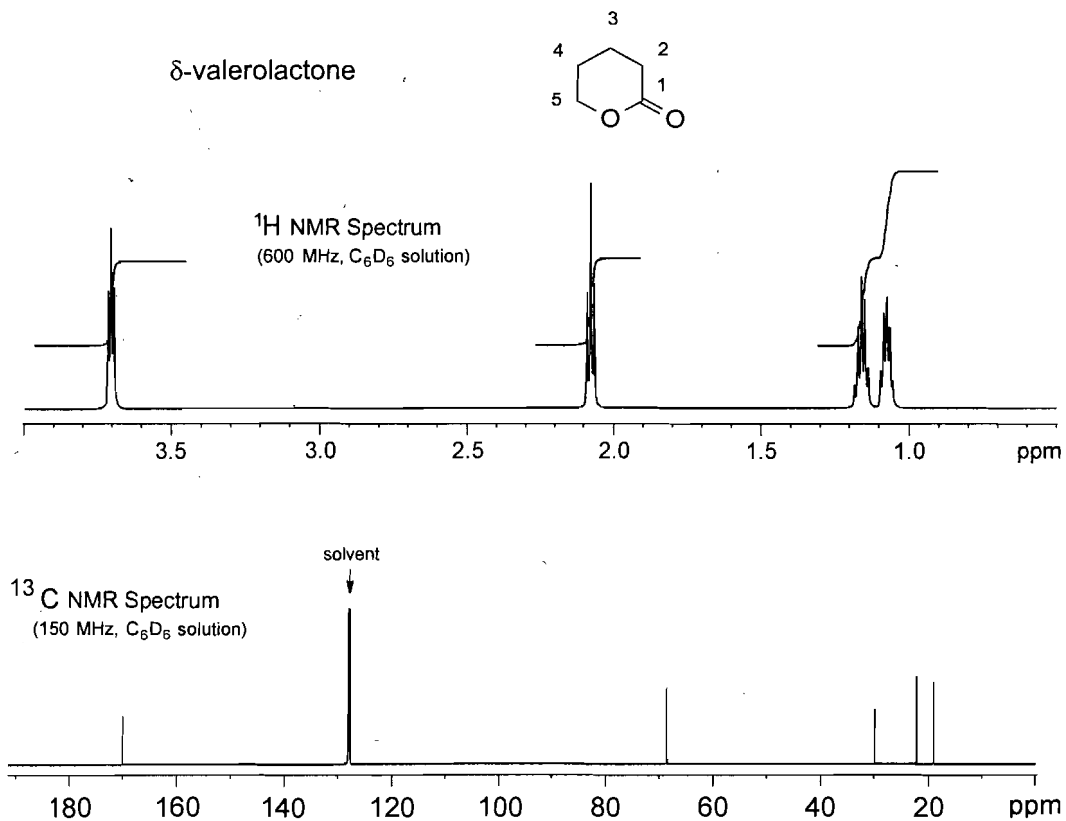 δ-valerolactone
3
4
2
5
1
O
O
¹H NMR Spectrum
(600 MHz, C₆D₆ solution)
3.5 3.0 2.5 2.0 1.5 1.0 ppm
solvent
¹³C NMR Spectrum
(150 MHz, C₆D₆ solution)
180 160 140 120 100 80 60 40 20 ppm